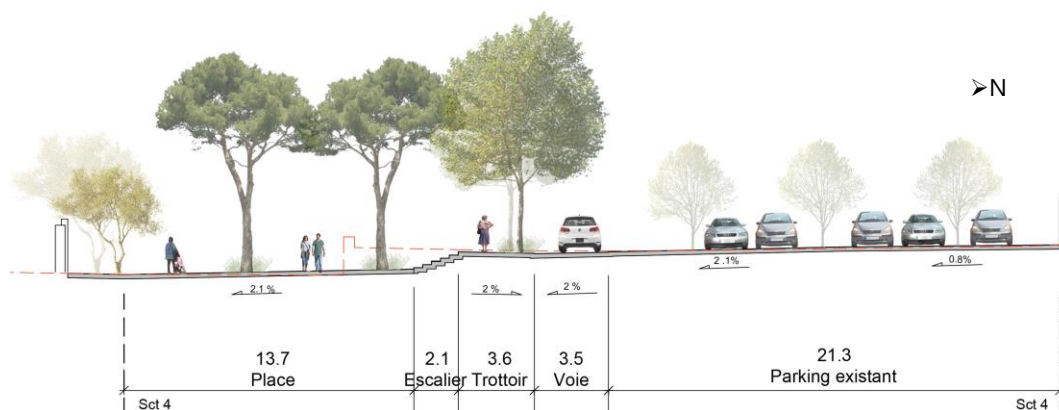 ➢N
2.1%
2 %
2 %
2 .1%
0.8%
13.7
Place
2.1
Escalier
3.6
Trottoir
3.5
Voie
21.3
Parking existant
Sct 4
Sct 4